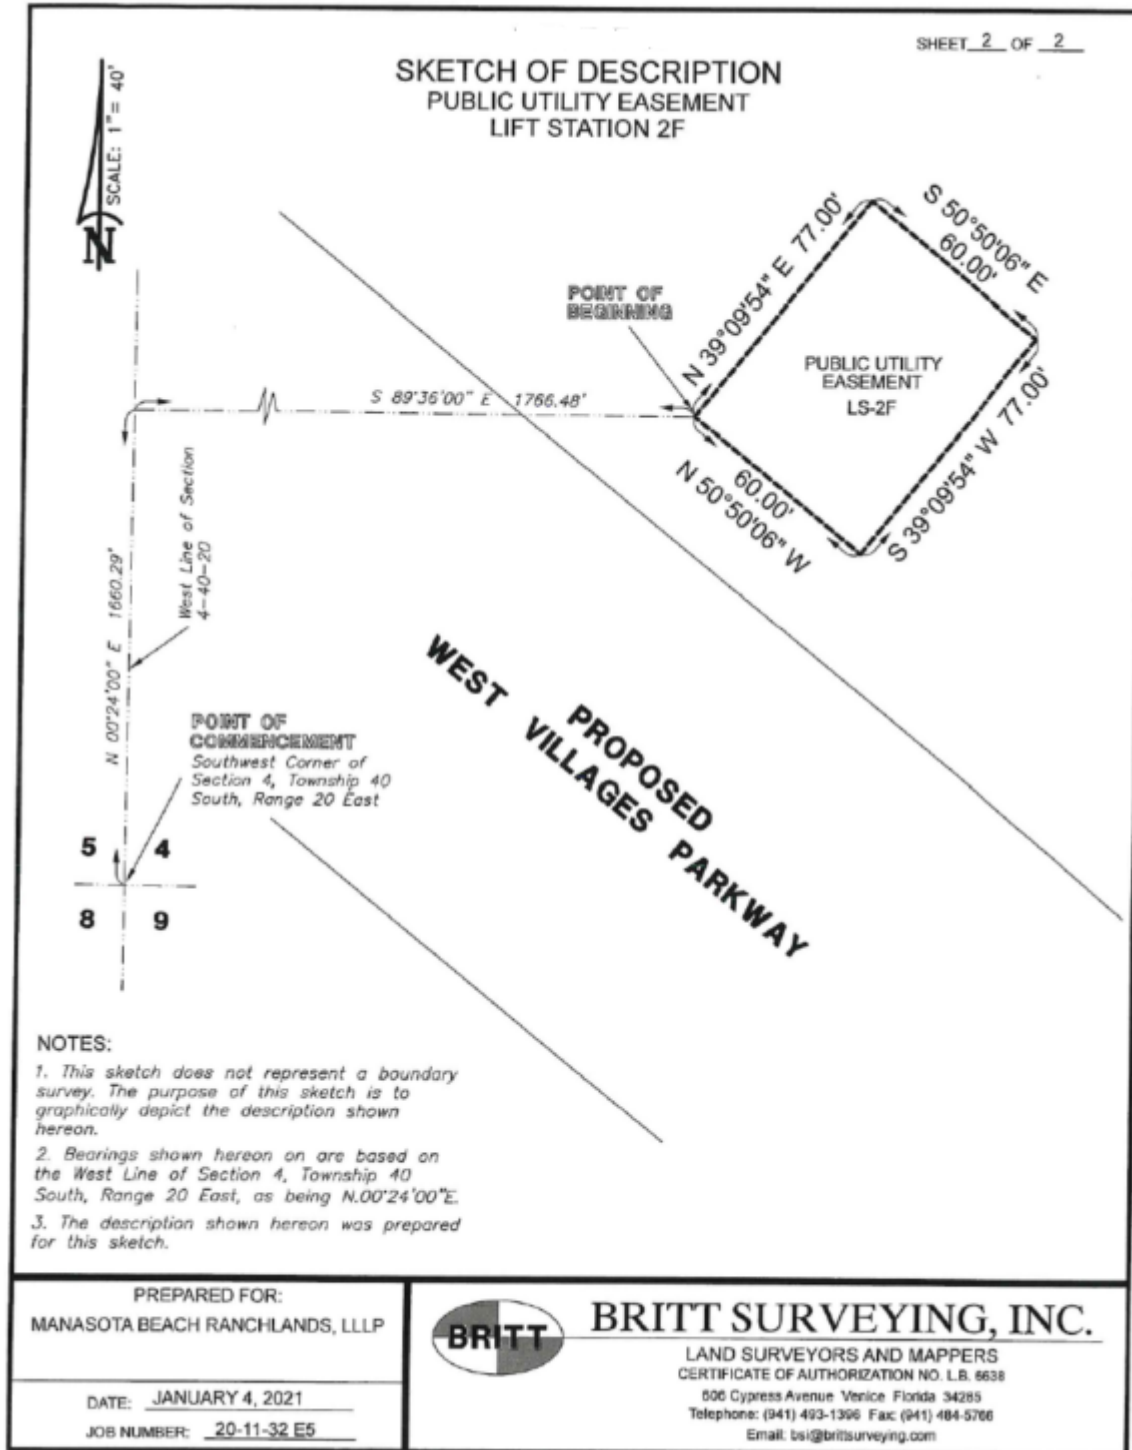 SHEET 2 OF 2
SKETCH OF DESCRIPTION
PUBLIC UTILITY EASEMENT
LIFT STATION 2F
SCALE: 1"= 40'
N
S 50°50'06" E
60.00'
N 39°09'54" E 77.00'
POINT OF
BEGINNING
PUBLIC UTILITY
EASEMENT
LS-2F
S 89°36'00" E 1766.48'
S 39°09'54" W 77.00'
60.00'
N 50°50'06" W
West Line of Section
4-40-20
N 00°24'00" E 1660.29'
POINT OF
COMMENCEMENT
Southwest Corner of
Section 4, Township 40
South, Range 20 East
5 4
8 9
PROPOSED
WEST VILLAGES PARKWAY
NOTES:
1. This sketch does not represent a boundary
survey. The purpose of this sketch is to
graphically depict the description shown
hereon.
2. Bearings shown hereon on are based on
the West Line of Section 4, Township 40
South, Range 20 East, as being N.00°24'00"E.
3. The description shown hereon was prepared
for this sketch.
PREPARED FOR:
MANASOTA BEACH RANCHLANDS, LLLP
DATE: JANUARY 4, 2021
JOB NUMBER: 20-11-32 E5
BRITT
BRITT SURVEYING, INC.
LAND SURVEYORS AND MAPPERS
CERTIFICATE OF AUTHORIZATION NO. L.B. 6638
606 Cypress Avenue Venice Florida 34285
Telephone: (941) 493-1396 Fax: (941) 484-5766
Email: bsi@brittsurveying.com